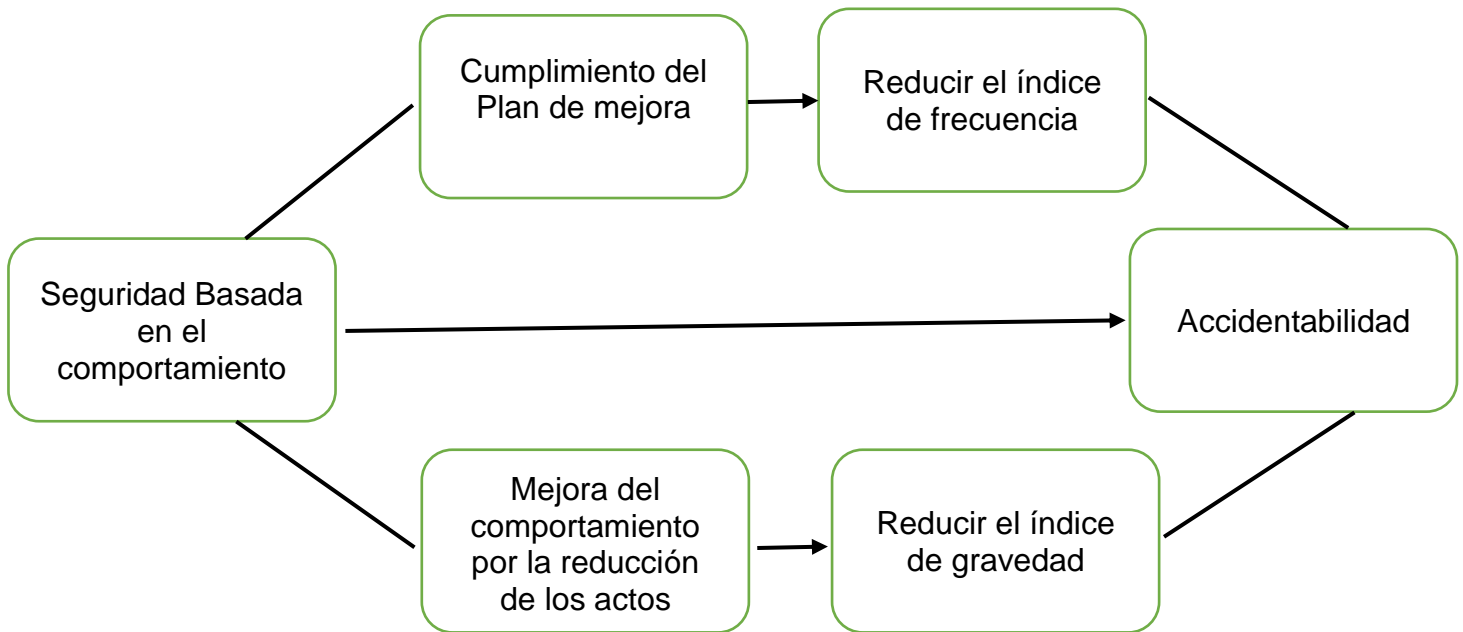 Cumplimiento del
Plan de mejora
Reducir el índice
de frecuencia
Seguridad Basada
en el
comportamiento
Accidentabilidad
Mejora del
comportamiento
por la reducción
de los actos
Reducir el índice
de gravedad